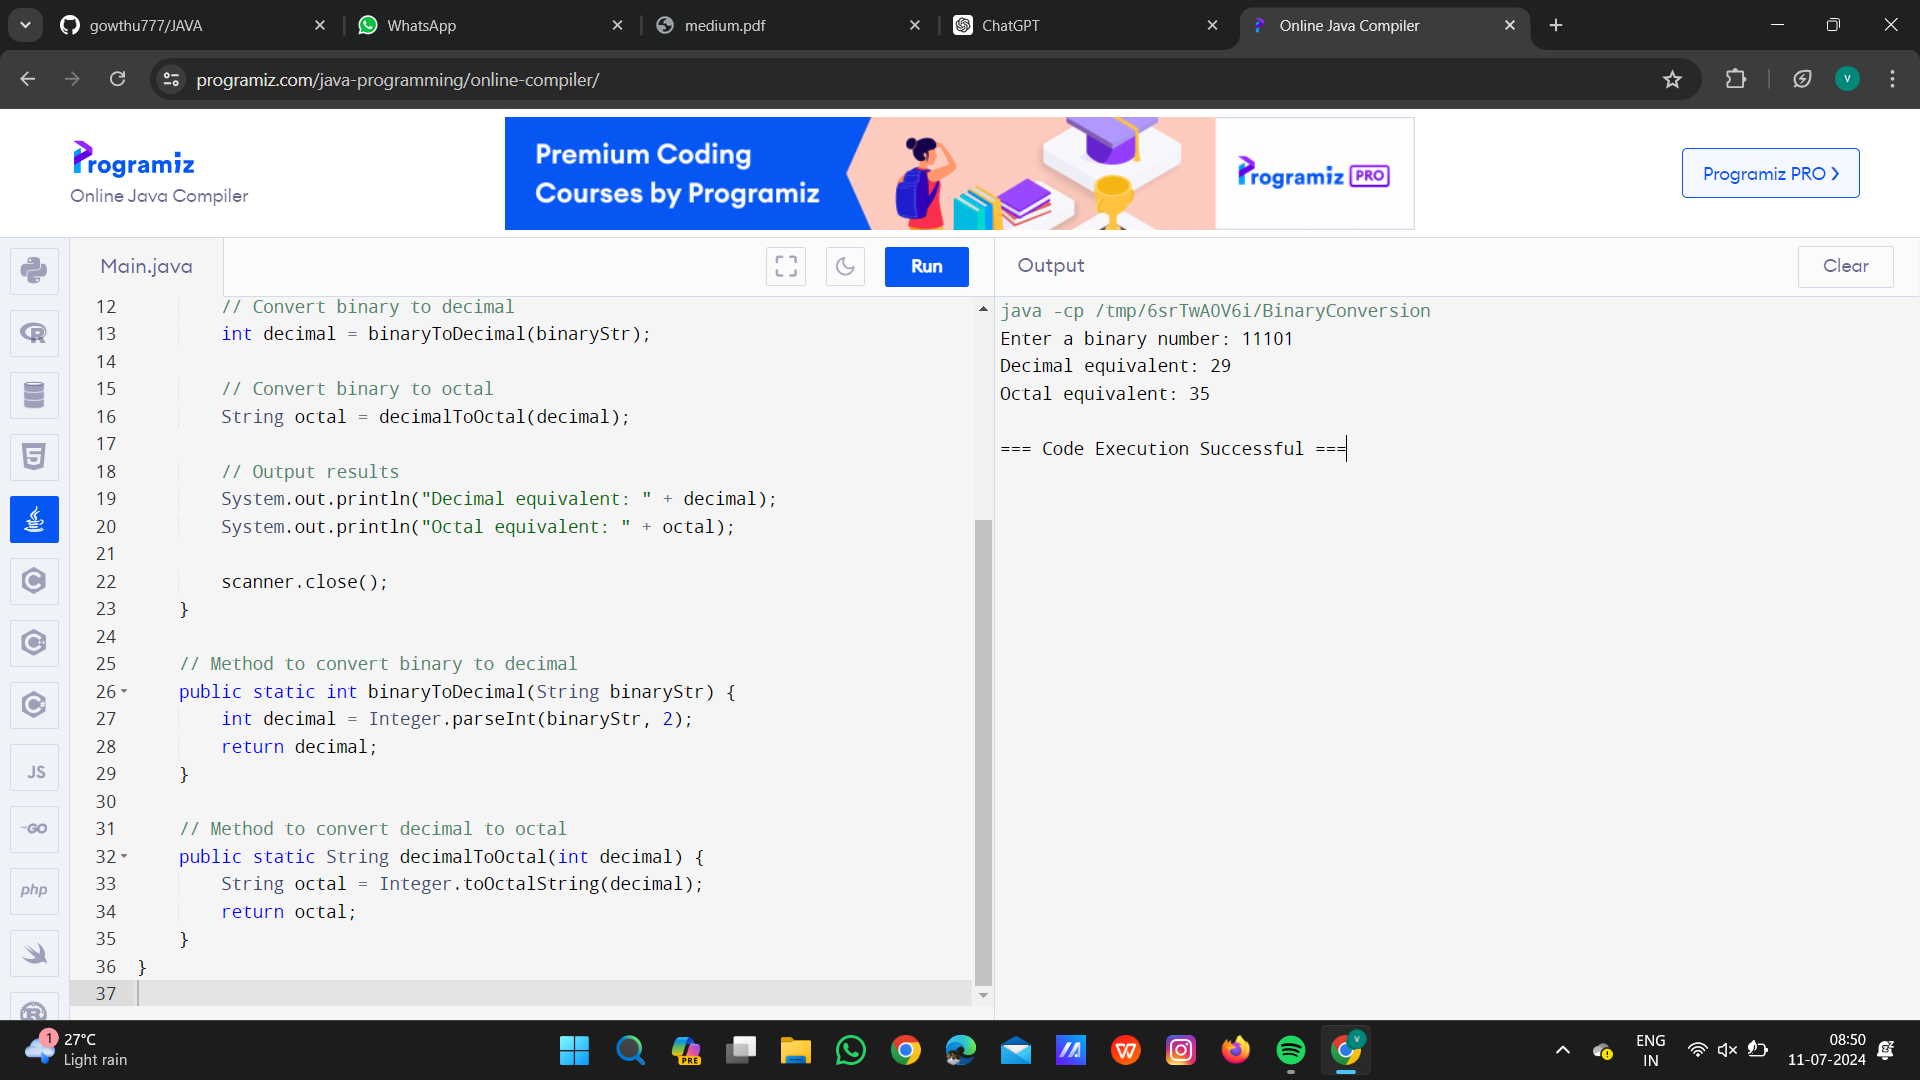 gowthu777/JAVA
WhatsApp
medium.pdf
ChatGPT
Online Java Compiler
programiz.com/java-programming/online-compiler/
V
Programiz
Online Java Compiler
Premium Coding
Courses by Programiz
Programiz PRO
Programiz PRO
Main.java
Run
Output
Clear
12 // Convert binary to decimal
13 int decimal = binaryToDecimal(binaryStr);
14
15 // Convert binary to octal
16 String octal = decimalToOctal(decimal);
17
18 // Output results
19 System.out.println("Decimal equivalent: " + decimal);
20 System.out.println("Octal equivalent: " + octal);
21
22 scanner.close();
23 }
24
25 // Method to convert binary to decimal
26 public static int binaryToDecimal(String binaryStr) {
27 int decimal = Integer.parseInt(binaryStr, 2);
28 return decimal;
29 }
30
31 // Method to convert decimal to octal
32 public static String decimalToOctal(int decimal) {
33 String octal = Integer.toOctalString(decimal);
34 return octal;
35 }
36 }
37
java -cp /tmp/6srTwAOV6i/BinaryConversion
Enter a binary number: 11101
Decimal equivalent: 29
Octal equivalent: 35
=== Code Execution Successful ===
JS
GO
php
1
27°C
Light rain
PRE
ENG
IN
08:50
11-07-2024